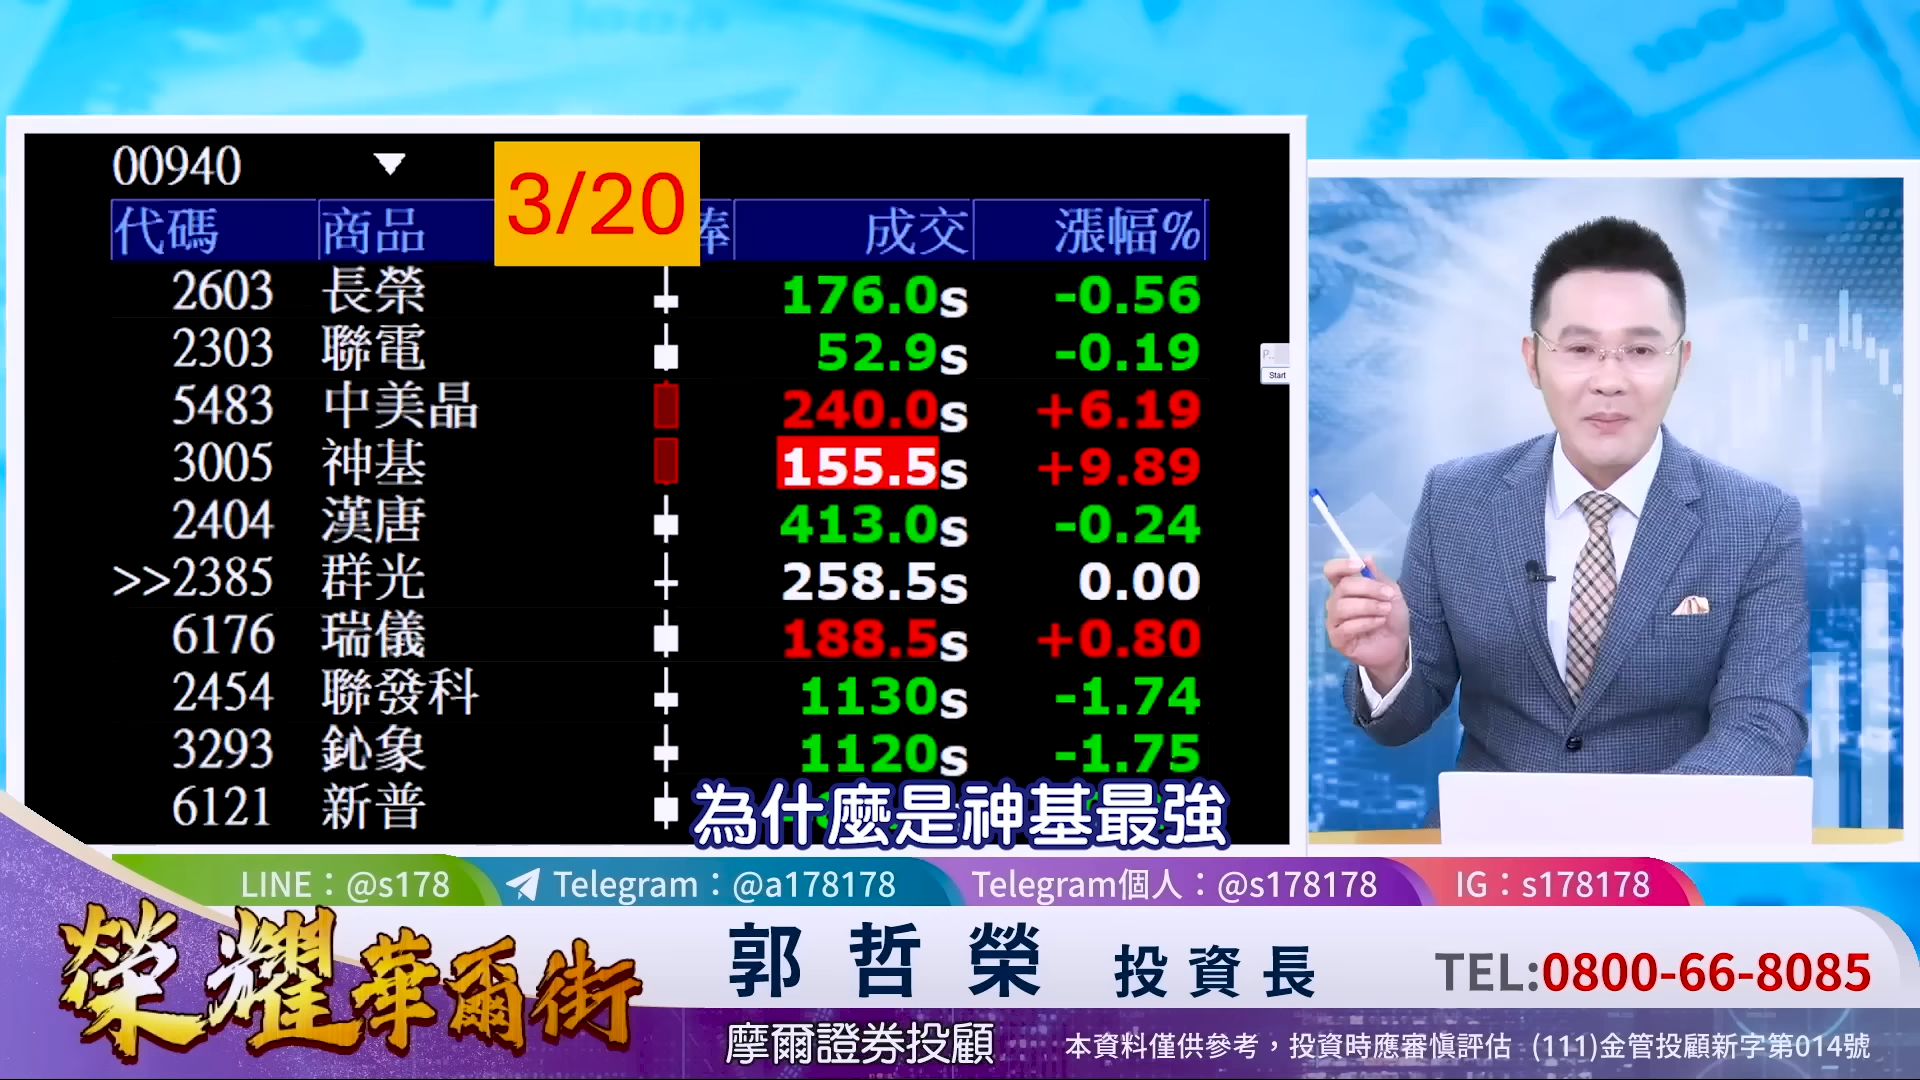 00940
3/20
代碼 商品 棒 成交 漲幅%
2603 長榮 176.0s -0.56
2303 聯電 52.9s -0.19
5483 中美晶 240.0s +6.19
3005 神基 155.5s +9.89
2404 漢唐 413.0s -0.24
>>2385 群光 258.5s 0.00
6176 瑞儀 188.5s +0.80
2454 聯發科 1130s -1.74
3293 鈊象 1120s -1.75
6121 新普
P..
Start
為什麼是神基最強
LINE：@s178
Telegram：@a178178
Telegram個人：@s178178
IG：s178178
榮耀華爾街
郭哲榮 投資長
TEL:0800-66-8085
摩爾證券投顧
本資料僅供參考，投資時應審慎評估 (111)金管投顧新字第014號